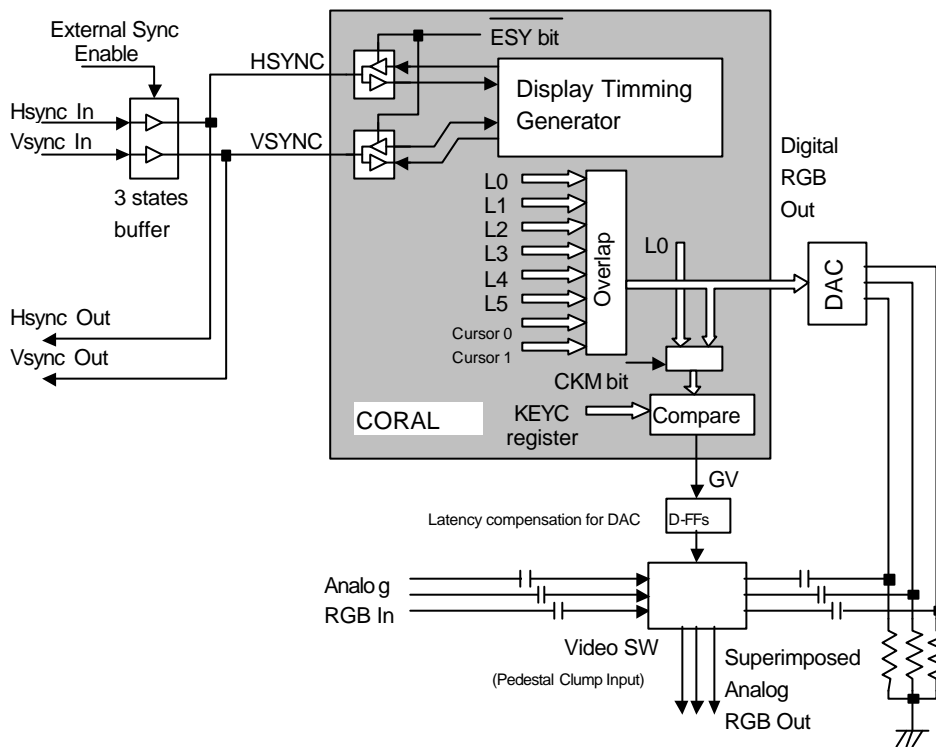 External Sync
Enable
ESY bit
HSYNC
Hsync In
Vsync In
VSYNC
3 states
buffer
Display Timming
Generator
Digital
RGB
Out
L0
L1
L2
L3
L4
L5
Cursor 0
Cursor 1
Overlap
L0
DAC
Hsync Out
Vsync Out
CKM bit
KEYC
register
Compare
CORAL
GV
Latency compensation for DAC
D-FFs
Analog
RGB In
Video SW
(Pedestal Clump Input)
Superimposed
Analog
RGB Out